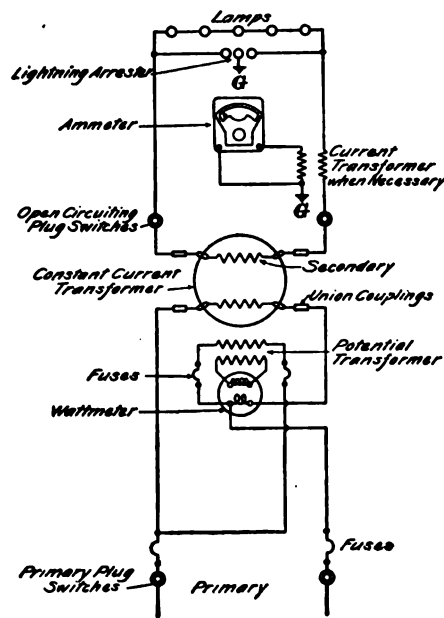 Lamps
Lightning Arrester
G
Ammeter
Current
Transformer
when Necessary
G
Open Circuiting
Plug Switches
Constant Current
Transformer
Secondary
Union Couplings
Potential
Transformer
Fuses
Wattmeter
Fuses
Primary Plug
Switches
Primary